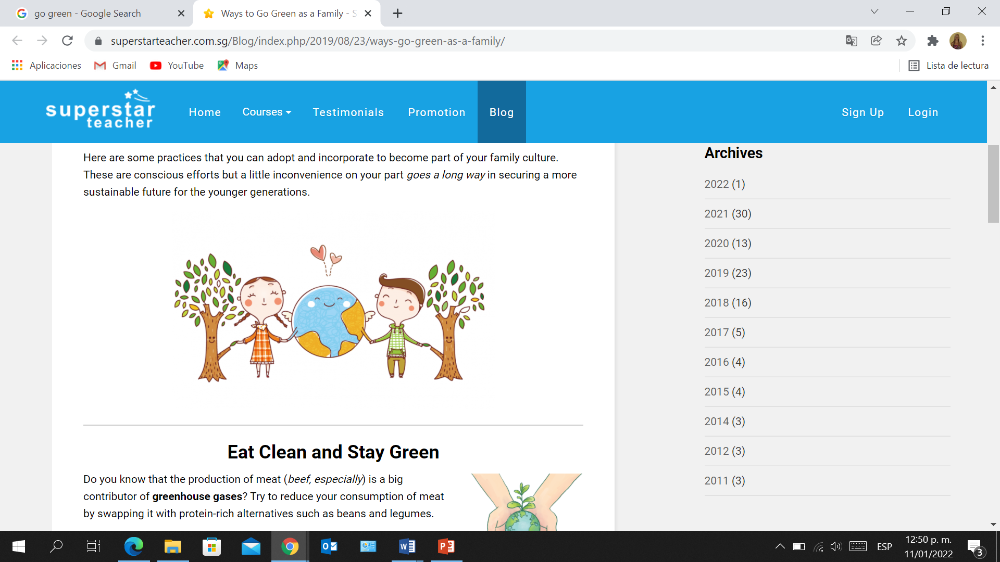 go green - Google Search
Ways to Go Green as a Family - S
superstarteacher.com.sg/Blog/index.php/2019/08/23/ways-go-green-as-a-family/
Aplicaciones
Gmail
YouTube
Maps
Lista de lectura
superstar
teacher
Home
Courses
Testimonials
Promotion
Blog
Sign Up
Login
Here are some practices that you can adopt and incorporate to become part of your family culture.
These are conscious efforts but a little inconvenience on your part goes a long way in securing a more
sustainable future for the younger generations.
Eat Clean and Stay Green
Do you know that the production of meat (beef, especially) is a big
contributor of greenhouse gases? Try to reduce your consumption of meat
by swapping it with protein-rich alternatives such as beans and legumes.
Archives
2022 (1)
2021 (30)
2020 (13)
2019 (23)
2018 (16)
2017 (5)
2016 (4)
2015 (4)
2014 (3)
2012 (3)
2011 (3)
ESP
12:50 p. m.
11/01/2022
3